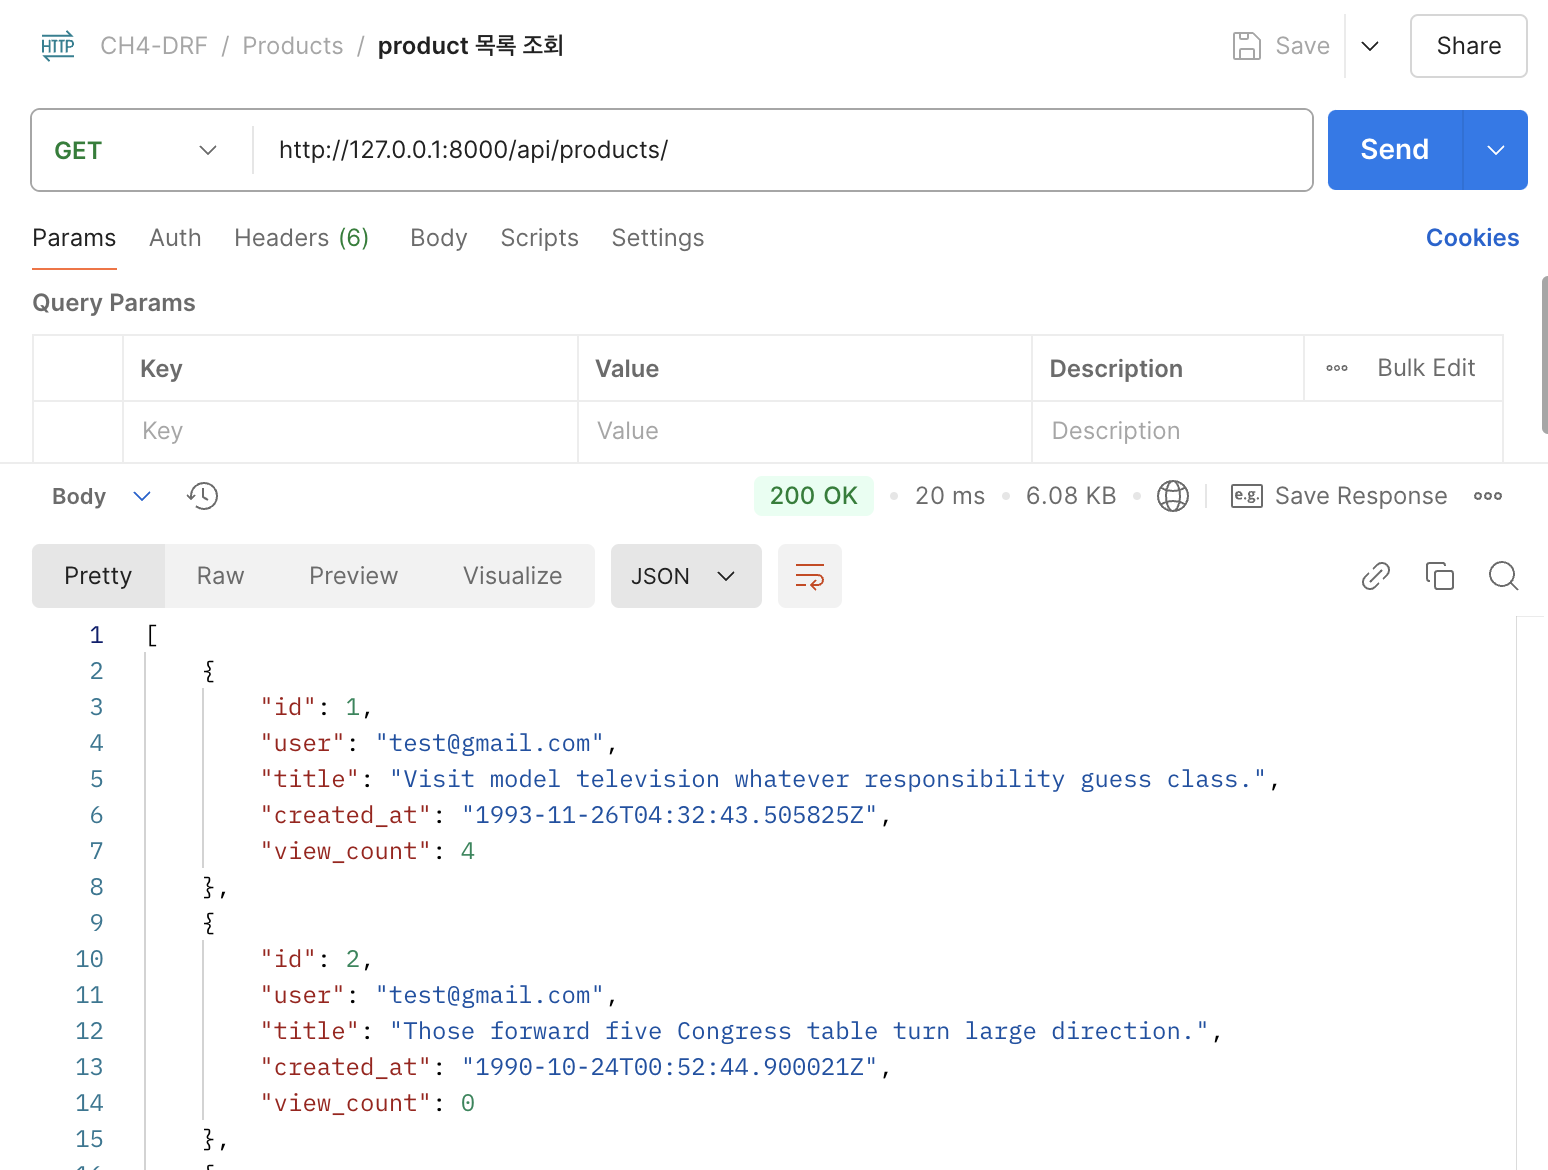 HTTP CH4-DRF / Products / product 목록 조회 Save Share
GET http://127.0.0.1:8000/api/products/ Send
Params Auth Headers (6) Body Scripts Settings Cookies
Query Params
Key Value Description Bulk Edit
Key Value Description
Body 200 OK 20 ms 6.08 KB e.g. Save Response
Pretty Raw Preview Visualize JSON
1 [
2 {
3 "id": 1,
4 "user": "test@gmail.com",
5 "title": "Visit model television whatever responsibility guess class.",
6 "created_at": "1993-11-26T04:32:43.505825Z",
7 "view_count": 4
8 },
9 {
10 "id": 2,
11 "user": "test@gmail.com",
12 "title": "Those forward five Congress table turn large direction.",
13 "created_at": "1990-10-24T00:52:44.900021Z",
14 "view_count": 0
15 },